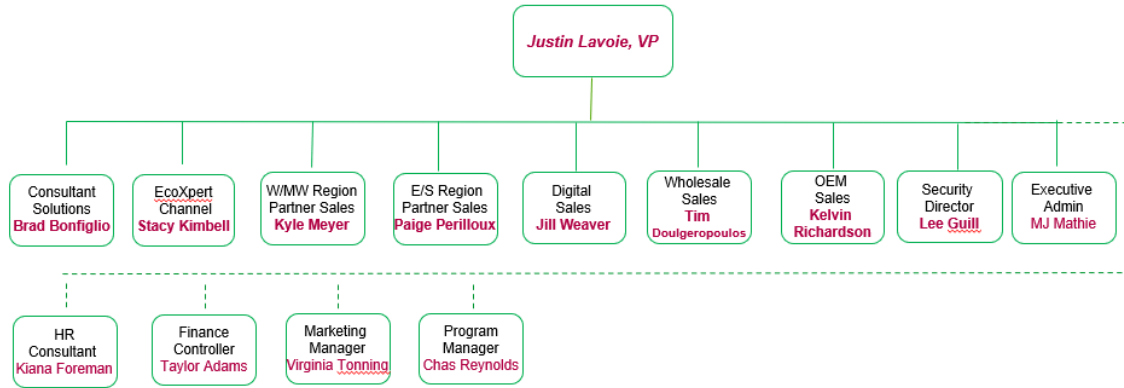 Justin Lavoie, VP
Consultant
Solutions
Brad Bonfiglio
EcoXpert
Channel
Stacy Kimbell
W/MW Region
Partner Sales
Kyle Meyer
E/S Region
Partner Sales
Paige Perilloux
Digital
Sales
Jill Weaver
Wholesale
Sales
Tim
Doulgeropoulos
OEM
Sales
Kelvin
Richardson
Security
Director
Lee Guill
Executive
Admin
MJ Mathie
HR
Consultant
Kiana Foreman
Finance
Controller
Taylor Adams
Marketing
Manager
Virginia Tonning
Program
Manager
Chas Reynolds